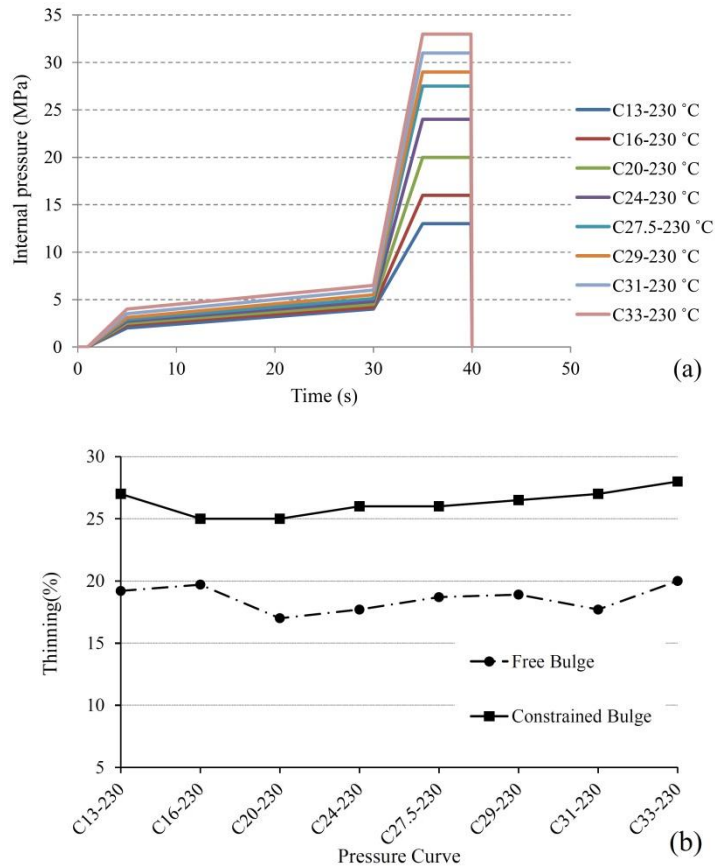 35
30
25
20
15
10
5
0
Internal pressure (MPa)
0 10 20 30 40 50
Time (s)
C13-230 ˚C
C16-230 ˚C
C20-230 ˚C
C24-230 ˚C
C27.5-230 ˚C
C29-230 ˚C
C31-230 ˚C
C33-230 ˚C
(a)
30
25
20
15
10
5
Thinning(%)
Free Bulge
Constrained Bulge
C13-230
C16-230
C20-230
C24-230
C27.5-230
C29-230
C31-230
C33-230
Pressure Curve
(b)